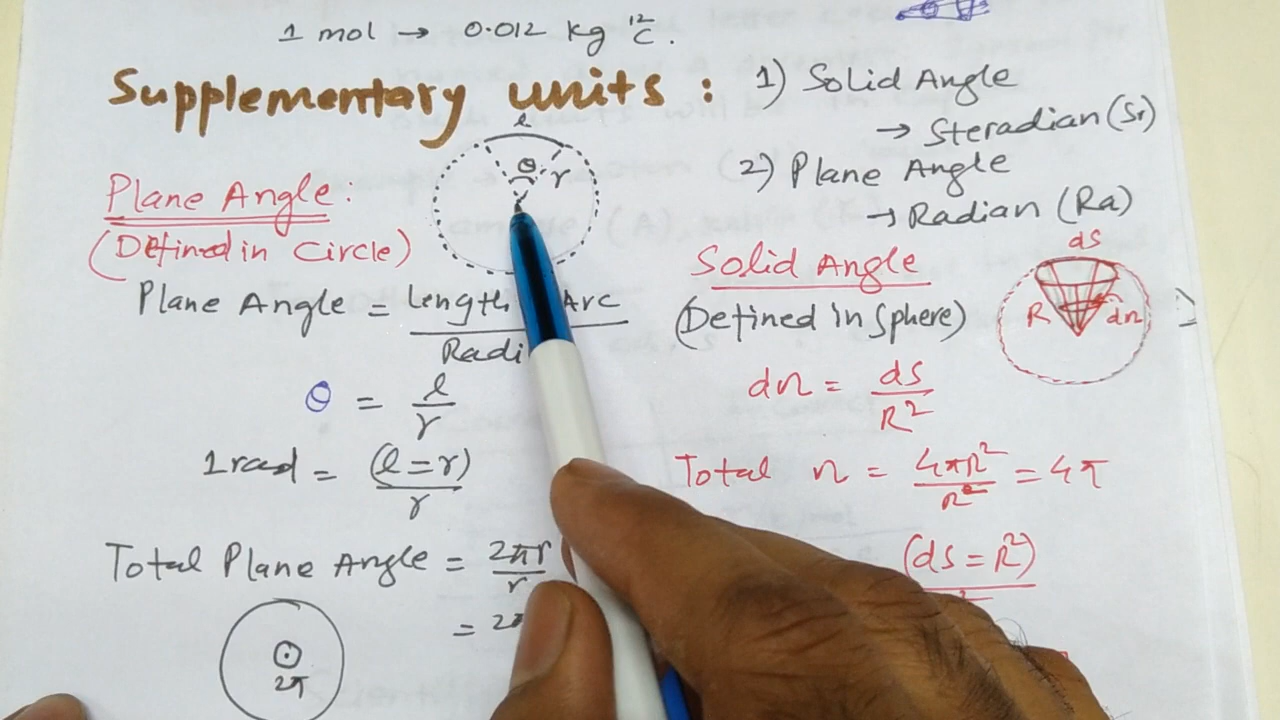 1 mol → 0.012 kg ¹²C.
Supplementary units :
1) Solid Angle
→ Steradian (Sr)
2) Plane Angle
→ Radian (Ra)
Plane Angle:
(Defined in Circle)
l
θ
r
Plane Angle = Length Arc
Radi
θ = l/r
1 rad = (l = r)/r
Total Plane Angle = 2πr/r
= 2π
2π
Solid Angle
(Defined in Sphere)
dS
R
dΩ
dΩ = dS/R²
Total Ω = 4πR²/R² = 4π
(dS = R²)